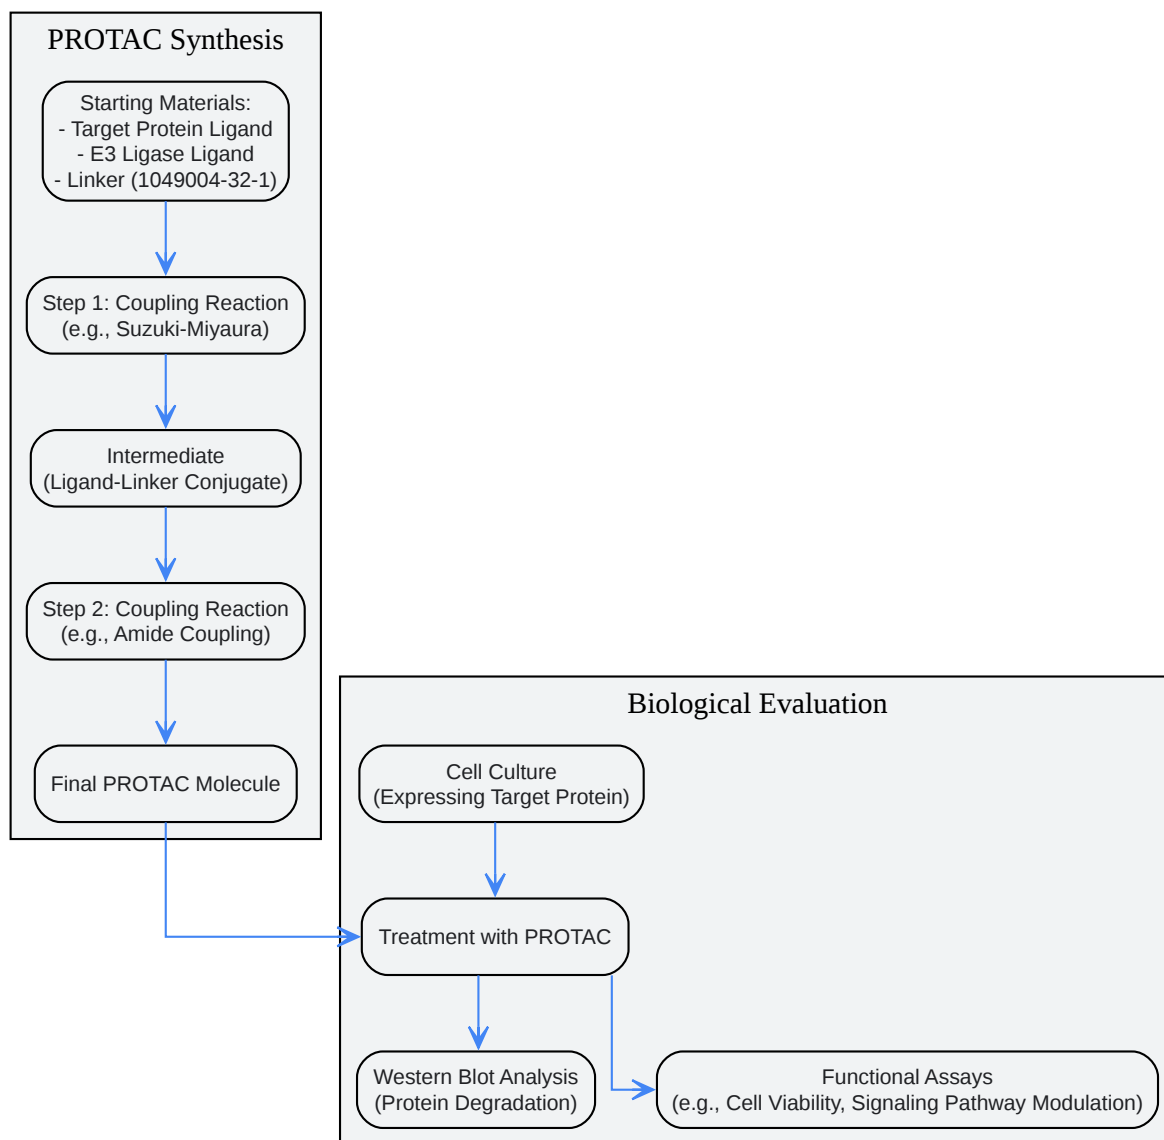 PROTAC Synthesis
Starting Materials:
- Target Protein Ligand
- E3 Ligase Ligand
- Linker (1049004-32-1)
Step 1: Coupling Reaction
(e.g., Suzuki-Miyaura)
Intermediate
(Ligand-Linker Conjugate)
Step 2: Coupling Reaction
(e.g., Amide Coupling)
Final PROTAC Molecule
Biological Evaluation
Cell Culture
(Expressing Target Protein)
Treatment with PROTAC
Western Blot Analysis
(Protein Degradation)
Functional Assays
(e.g., Cell Viability, Signaling Pathway Modulation)